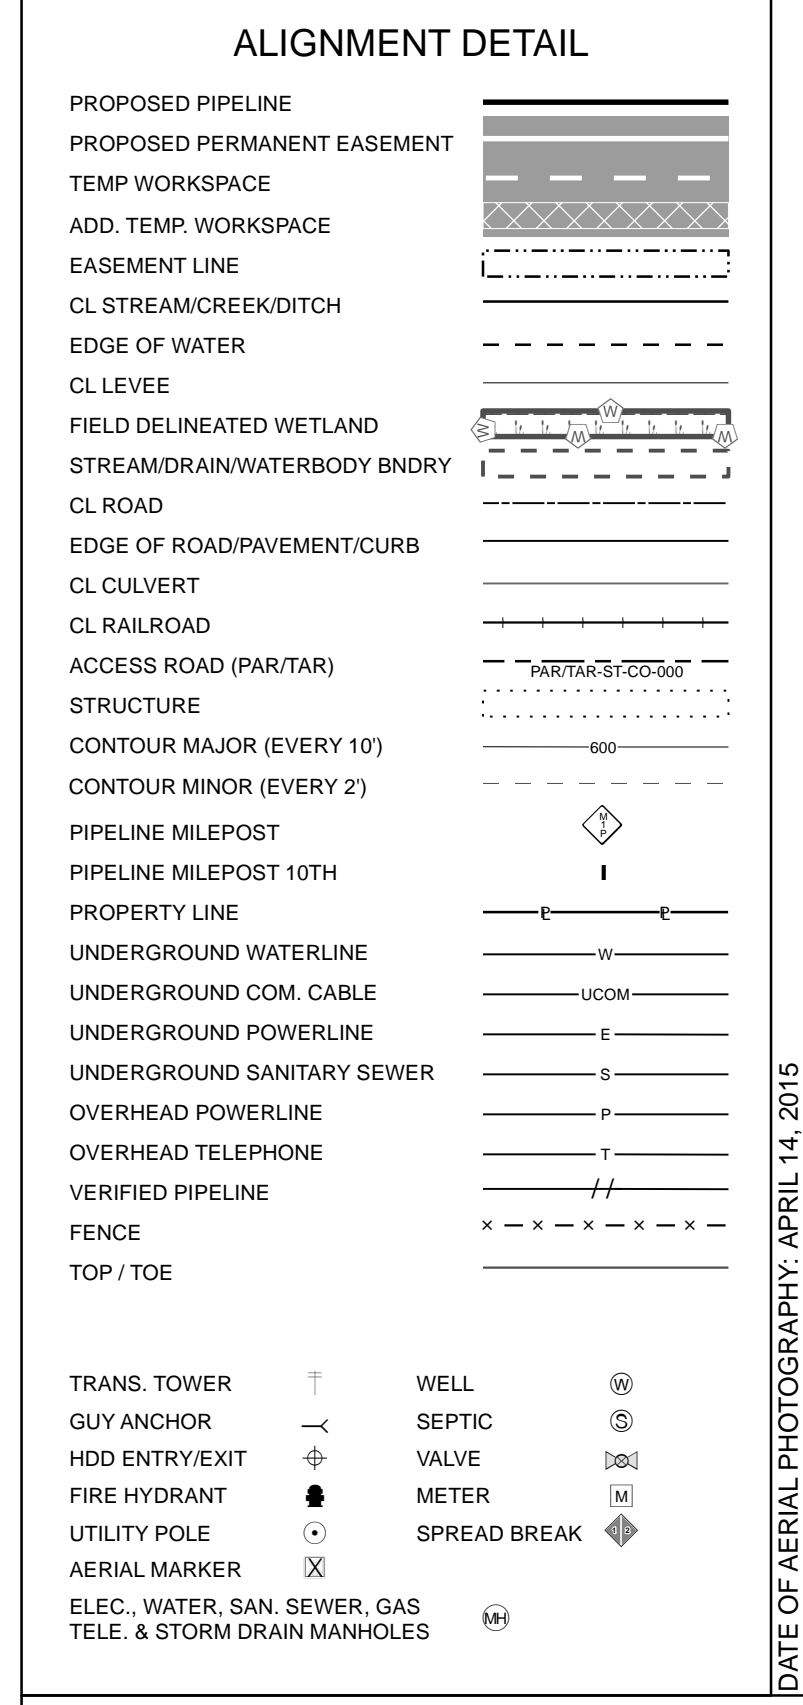 ALIGNMENT DETAIL
PROPOSED PIPELINE
PROPOSED PERMANENT EASEMENT
TEMP WORKSPACE
ADD. TEMP. WORKSPACE
EASEMENT LINE
CL STREAM/CREEK/DITCH
EDGE OF WATER
CL LEVEE
FIELD DELINEATED WETLAND W W W W
STREAM/DRAIN/WATERBODY BNDRY
CL ROAD
EDGE OF ROAD/PAVEMENT/CURB
CL CULVERT
CL RAILROAD
ACCESS ROAD (PAR/TAR) PAR/TAR-ST-CO-000
STRUCTURE
CONTOUR MAJOR (EVERY 10') 600
CONTOUR MINOR (EVERY 2')
PIPELINE MILEPOST M 1 P
PIPELINE MILEPOST 10TH
PROPERTY LINE PL PL
UNDERGROUND WATERLINE W
UNDERGROUND COM. CABLE UCOM
UNDERGROUND POWERLINE E
UNDERGROUND SANITARY SEWER S
OVERHEAD POWERLINE P
OVERHEAD TELEPHONE T
VERIFIED PIPELINE //
FENCE
TOP / TOE
TRANS. TOWER WELL W
GUY ANCHOR SEPTIC S
HDD ENTRY/EXIT VALVE
FIRE HYDRANT METER M
UTILITY POLE SPREAD BREAK 1 2
AERIAL MARKER
ELEC., WATER, SAN. SEWER, GAS
TELE. & STORM DRAIN MANHOLES MH
DATE OF AERIAL PHOTOGRAPHY: APRIL 14, 2015